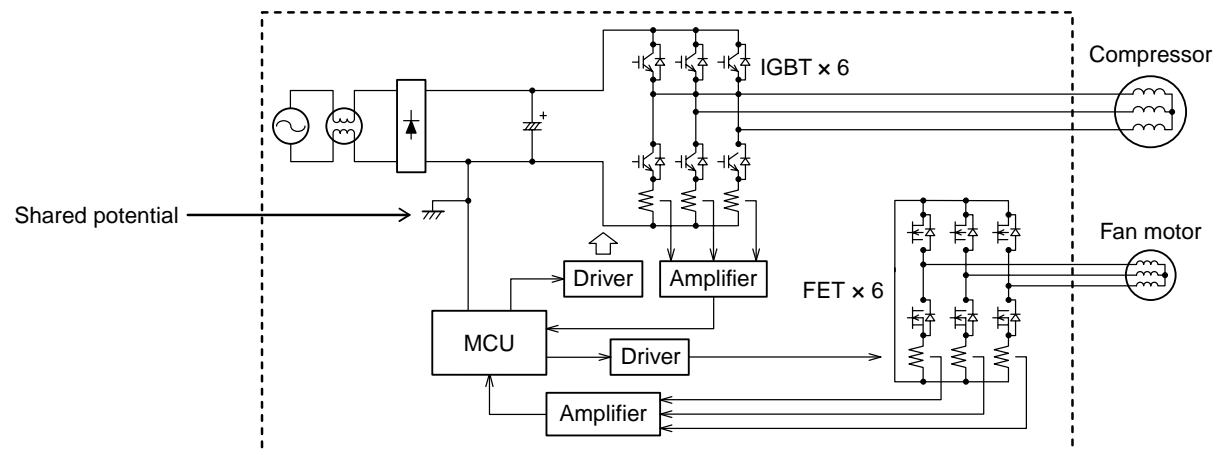 Compressor
IGBT × 6
Shared potential
Fan motor
Driver
Amplifier
FET × 6
MCU
Driver
Amplifier
+